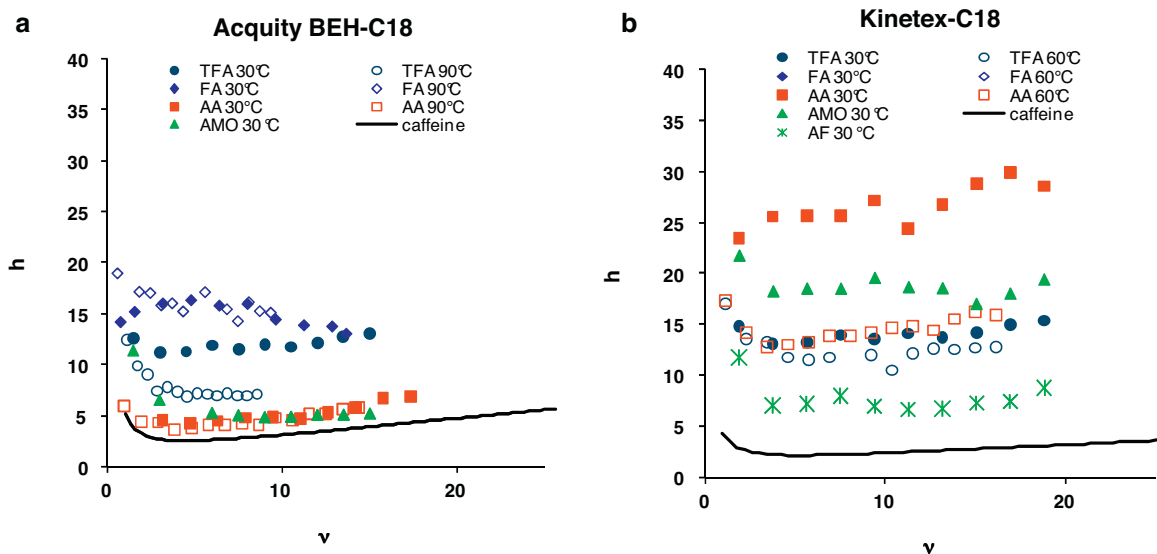 a
Acquity BEH-C18
40
35
30
25
20
15
10
5
0
h
TFA 30°C
TFA 90°C
FA 30°C
FA 90°C
AA 30°C
AA 90°C
AMO 30 °C
caffeine
0
10
20
ν
b
Kinetex-C18
40
35
30
25
20
15
10
5
0
h
TFA 30°C
TFA 60°C
FA 30°C
FA 60°C
AA 30°C
AA 60°C
AMO 30 °C
caffeine
AF 30 °C
0
10
20
ν